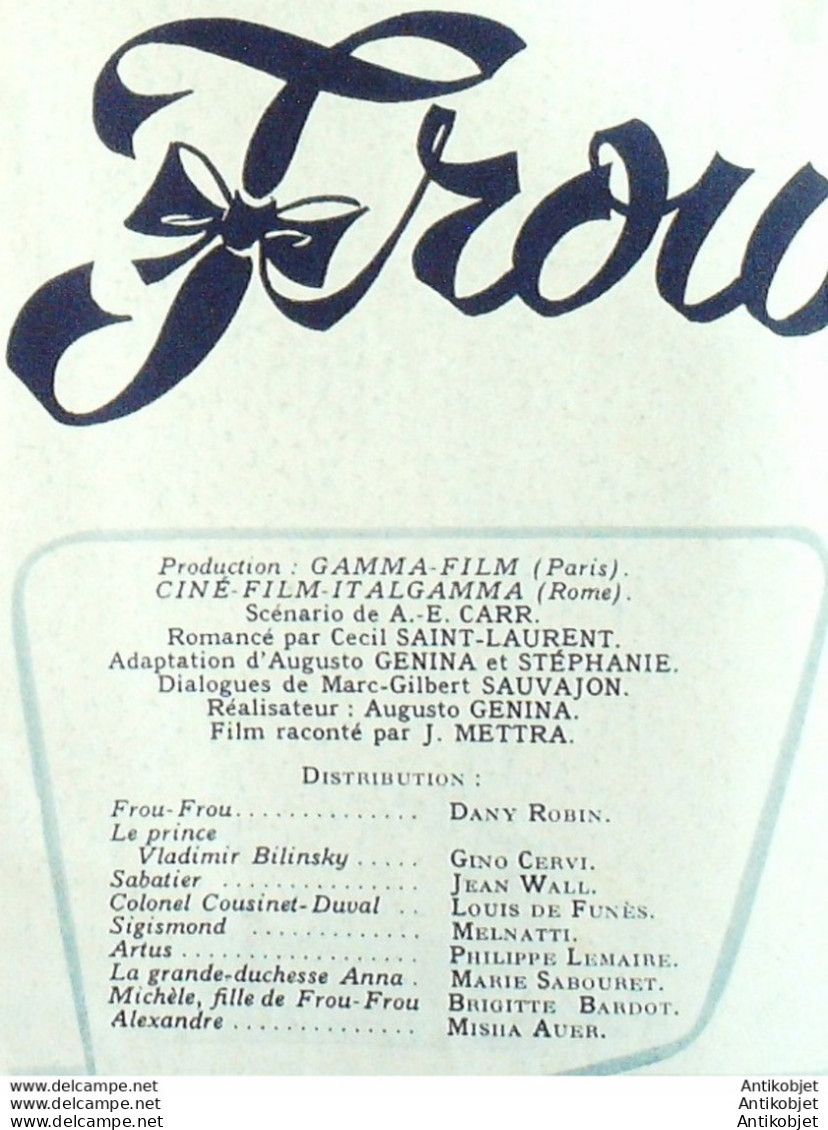 Frou
Production : GAMMA-FILM (Paris).
CINÉ-FILM-ITALGAMMA (Rome).
Scénario de A.-E. CARR.
Romancé par Cecil SAINT-LAURENT.
Adaptation d'Augusto GENINA et STÉPHANIE.
Dialogues de Marc-Gilbert SAUVAJON.
Réalisateur : Augusto GENINA.
Film raconté par J. METTRA.
DISTRIBUTION :
Frou-Frou............... DANY ROBIN.
Le prince
Vladimir Bilinsky ..... GINO CERVI.
Sabatier ................ JEAN WALL.
Colonel Cousinet-Duval .. LOUIS DE FUNÈS.
Sigismond ............. MELNATTI.
Artus................... PHILIPPE LEMAIRE.
La grande-duchesse Anna . MARIE SABOURET.
Michèle, fille de Frou-Frou BRIGITTE BARDOT.
Alexandre............... MISHA AUER.
www.delcampe.net Antikobjet
www.delcampe.net Antikobjet
www.delcampe.net Antikobjet